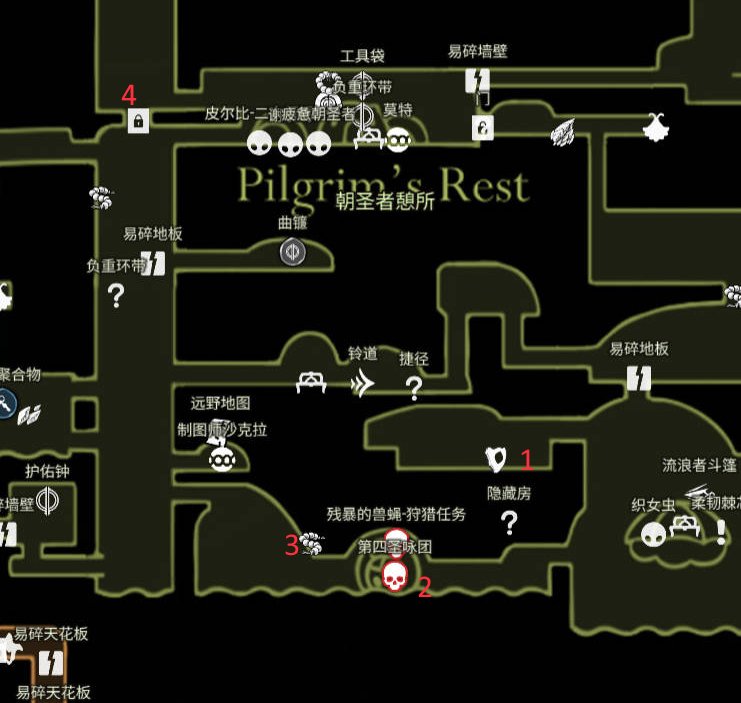 工具袋
易碎墙壁
4
负重环带
皮尔比-二谢疲惫朝圣者
莫特
Pilgrim's Rest
朝圣者憩所
曲镰
易碎地板
负重环带
?
铃道
捷径
?
易碎地板
聚合物
远野地图
制图师沙克拉
1
流浪者斗篷
护佑钟
隐藏房
?
织女虫
柔韧棘
碎墙壁
残暴的兽蝇-狩猎任务
3
第四圣咏团
2
!
易碎天花板
易碎天花板